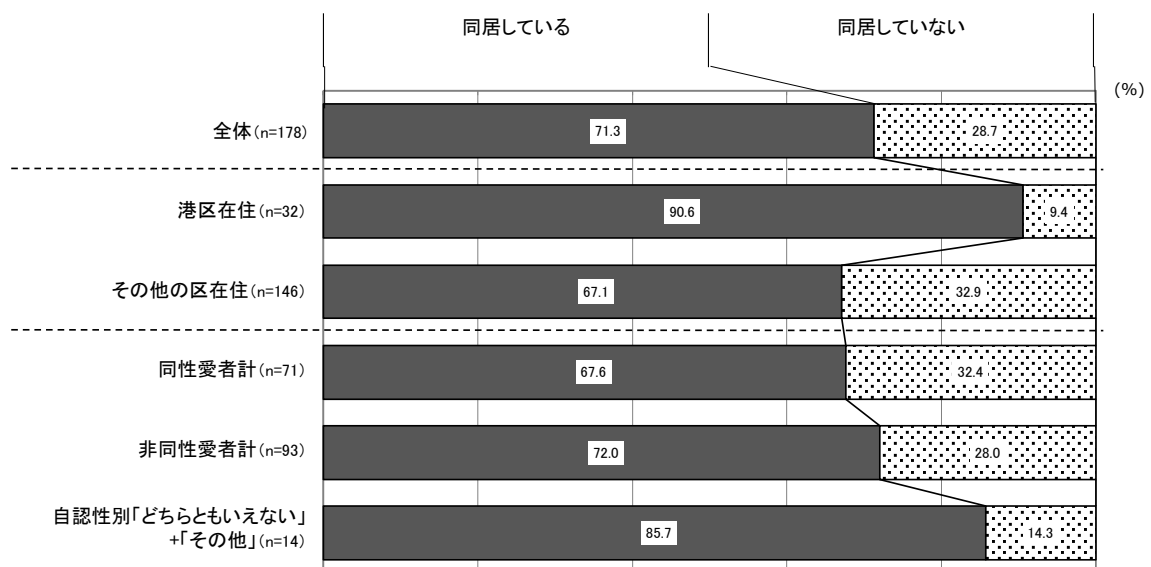 同居している 同居していない
(%)
全体(n=178) 71.3 28.7
港区在住(n=32) 90.6 9.4
その他の区在住(n=146) 67.1 32.9
同性愛者計(n=71) 67.6 32.4
非同性愛者計(n=93) 72.0 28.0
自認性別「どちらともいえない」
+「その他」(n=14) 85.7 14.3